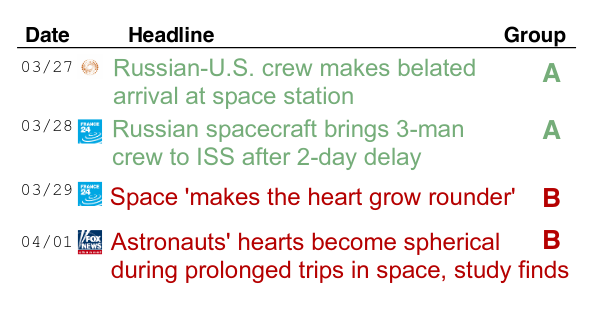 Date Headline Group
03/27 Russian-U.S. crew makes belated A
arrival at space station
03/28 FRANCE 24 Russian spacecraft brings 3-man A
crew to ISS after 2-day delay
03/29 FRANCE 24 Space 'makes the heart grow rounder' B
04/01 FOX NEWS channel Astronauts' hearts become spherical B
during prolonged trips in space, study finds